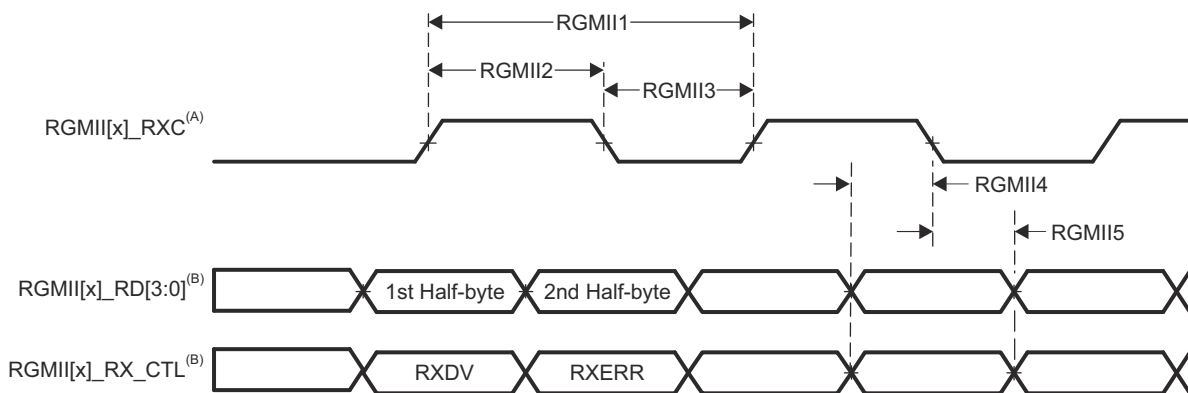 RGMII1
RGMII2
RGMII3
RGMII[x]_RXC(A)
RGMII4
RGMII5
RGMII[x]_RD[3:0](B)
1st Half-byte
2nd Half-byte
RGMII[x]_RX_CTL(B)
RXDV
RXERR